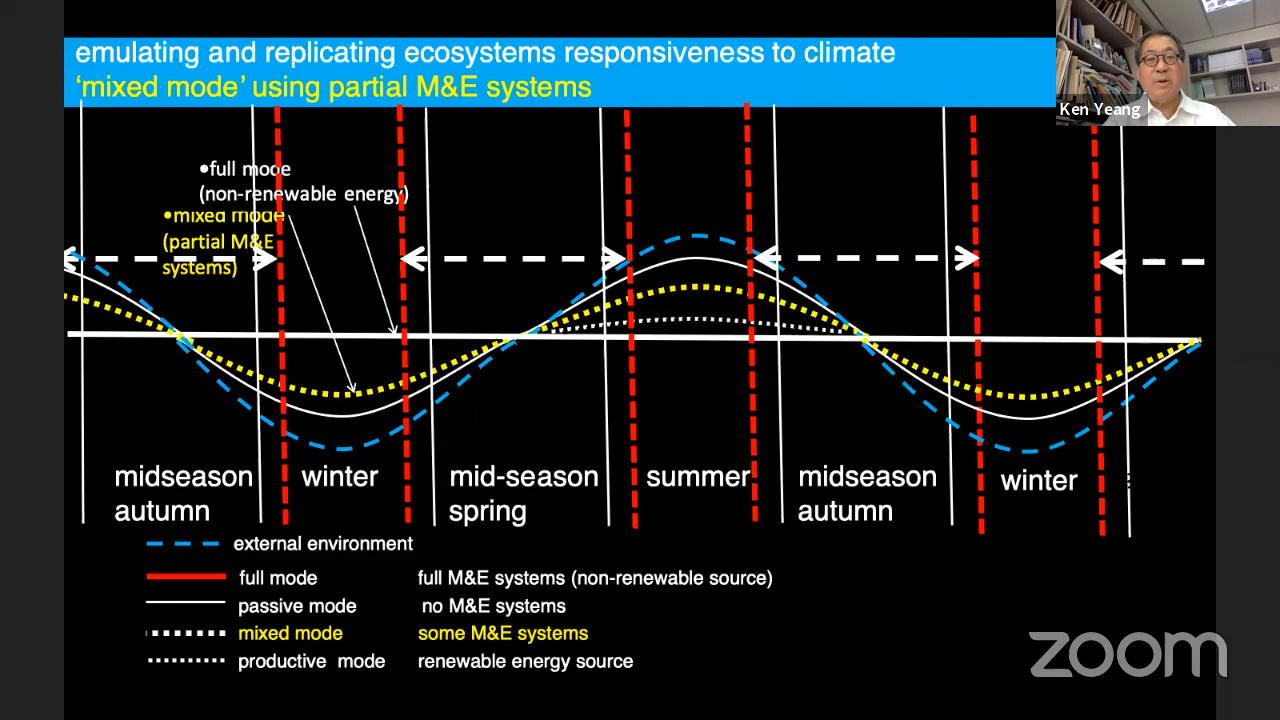 emulating and replicating ecosystems responsiveness to climate
'mixed mode' using partial M&E systems
Ken Yeang
•full mode
(non-renewable energy)
•mixed mode
(partial M&E
systems)
midseason
autumn
winter
mid-season
spring
summer
midseason
autumn
winter
external environment
full mode full M&E systems (non-renewable source)
passive mode no M&E systems
mixed mode some M&E systems
productive mode renewable energy source
zoom